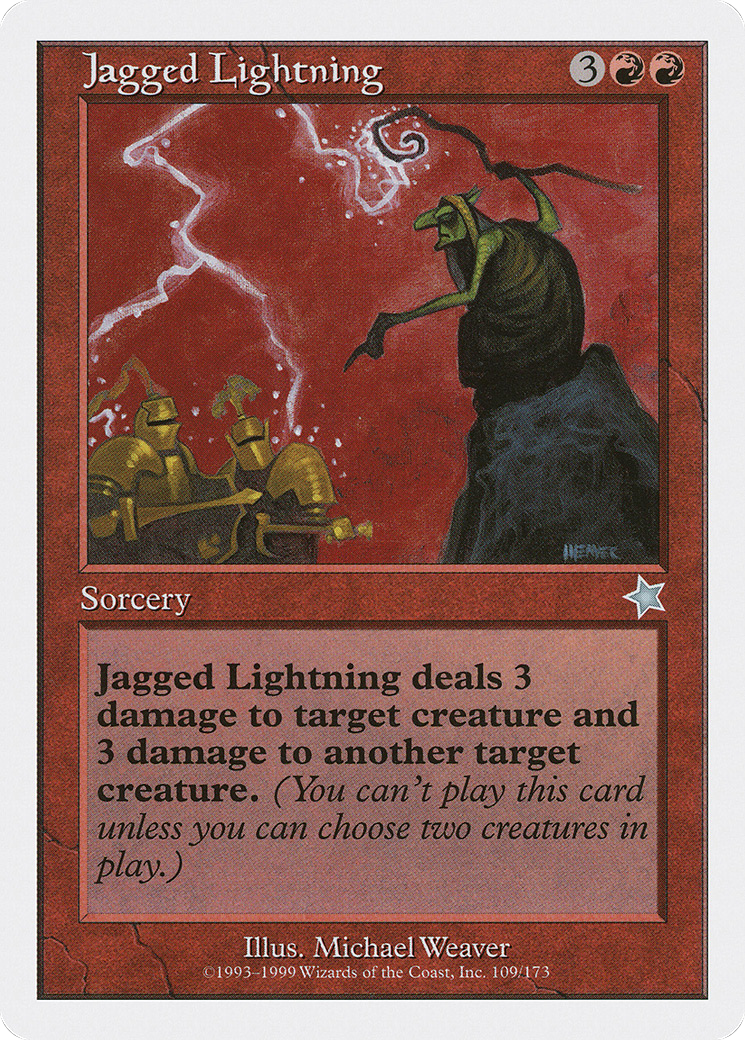 Jagged Lightning 3
WEAVER
Sorcery
Jagged Lightning deals 3
damage to target creature and
3 damage to another target
creature. (You can't play this card
unless you can choose two creatures in
play.)
Illus. Michael Weaver
©1993–1999 Wizards of the Coast, Inc. 109/173